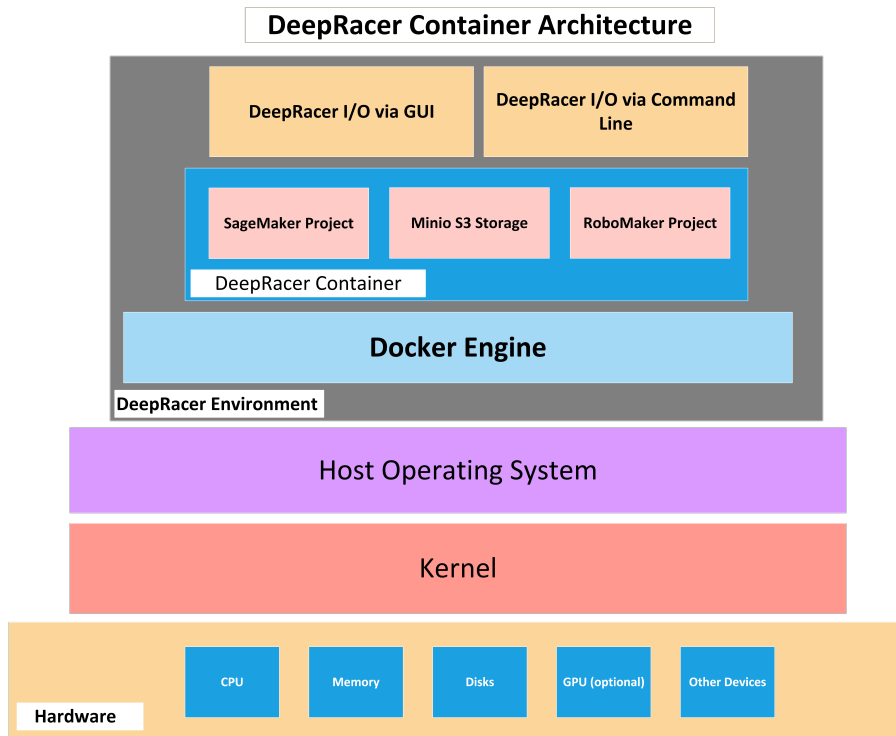 DeepRacer Container Architecture
DeepRacer I/O via GUI
DeepRacer I/O via Command
Line
SageMaker Project
Minio S3 Storage
RoboMaker Project
DeepRacer Container
Docker Engine
DeepRacer Environment
Host Operating System
Kernel
CPU
Memory
Disks
GPU (optional)
Other Devices
Hardware